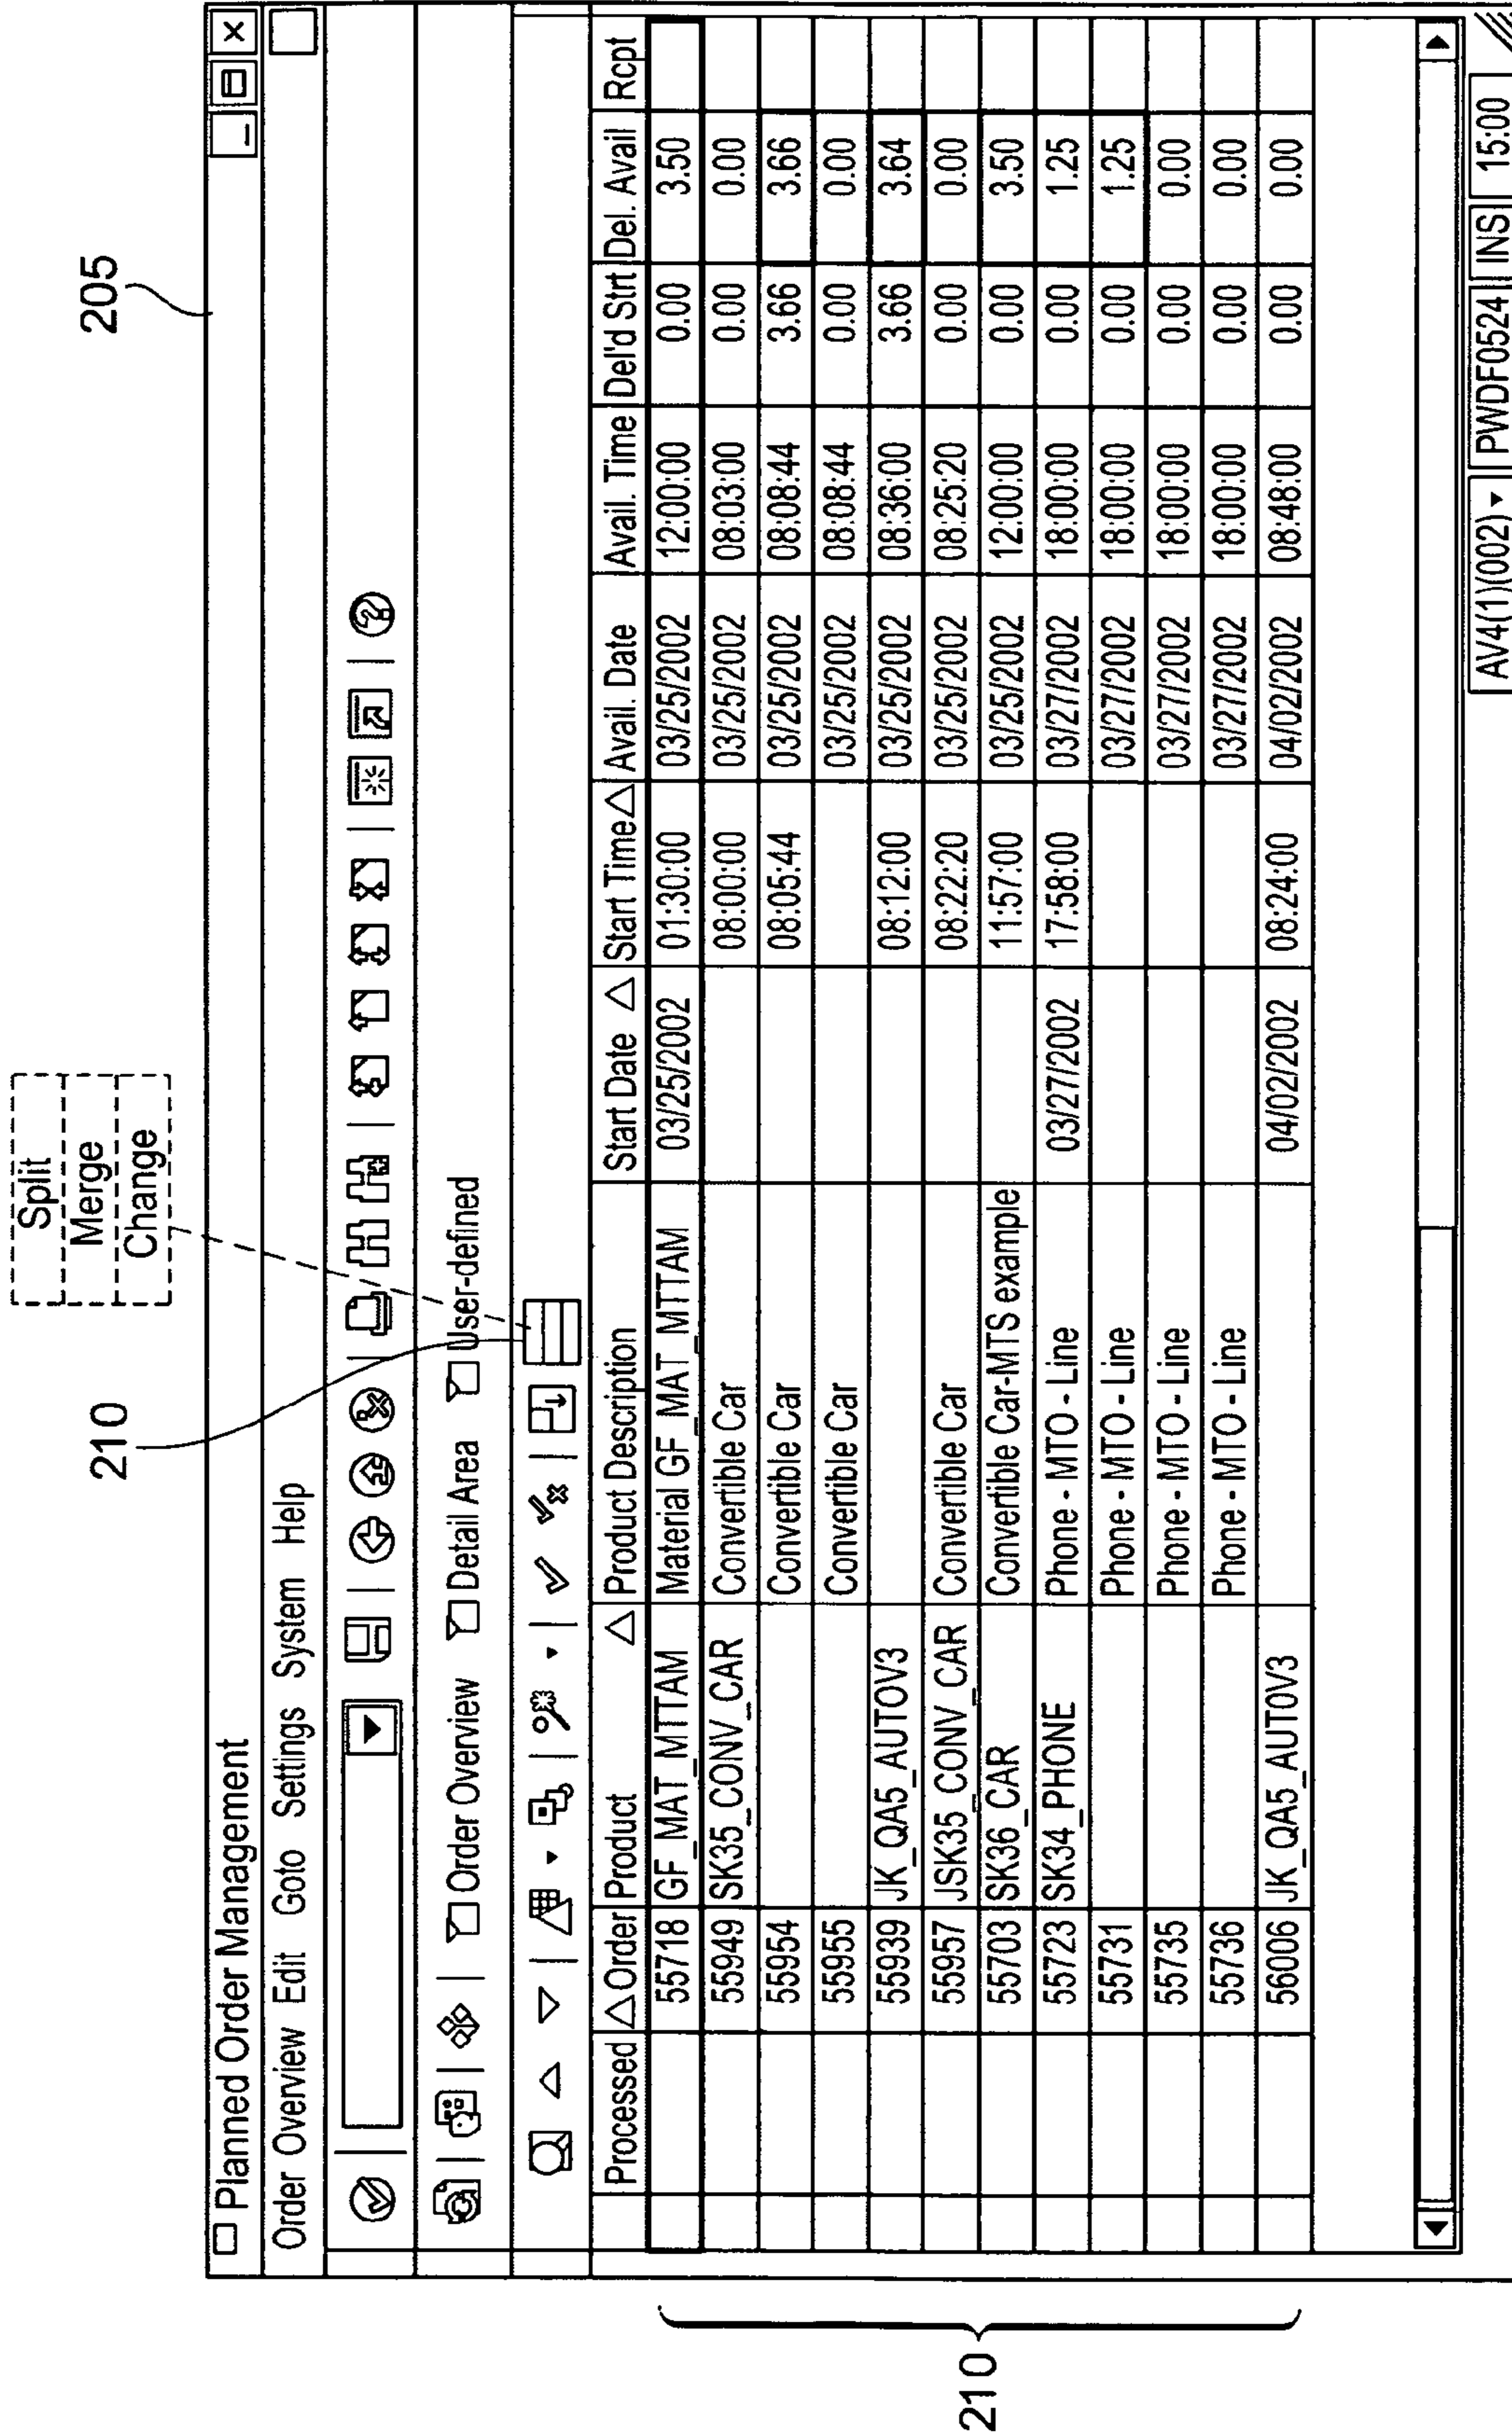 205
210
Split
Merge
Change
Planned Order Management
Order Overview Edit Goto Settings System Help
Order Overview Detail Area User-defined
Processed Order Product Product Description Start Date Start Time Avail. Date Avail. Time Del'd Strt Del. Avail Rcpt
55718 GF_MAT_MTTAM Material GF_MAT_MTTAM 03/25/2002 01:30:00 03/25/2002 12:00:00 0.00 3.50
55949 SK35_CONV_CAR Convertible Car 08:00:00 03/25/2002 08:03:00 0.00 0.00
55954 Convertible Car 08:05:44 03/25/2002 08:08:44 3.66 3.66
55955 Convertible Car 03/25/2002 08:08:44 0.00 0.00
55939 JK_QA5_AUTOV3 08:12:00 03/25/2002 08:36:00 3.66 3.64
55957 JSK35_CONV_CAR Convertible Car 08:22:20 03/25/2002 08:25:20 0.00 0.00
55703 SK36_CAR Convertible Car-MTS example 11:57:00 03/25/2002 12:00:00 0.00 3.50
55723 SK34_PHONE Phone - MTO - Line 03/27/2002 17:58:00 03/27/2002 18:00:00 0.00 1.25
55731 Phone - MTO - Line 03/27/2002 18:00:00 0.00 1.25
55735 Phone - MTO - Line 03/27/2002 18:00:00 0.00 0.00
55736 Phone - MTO - Line 03/27/2002 18:00:00 0.00 0.00
56006 JK_QA5_AUTOV3 04/02/2002 08:24:00 04/02/2002 08:48:00 0.00 0.00
210
AV4(1)(002) PWDF0524 INS 15:00